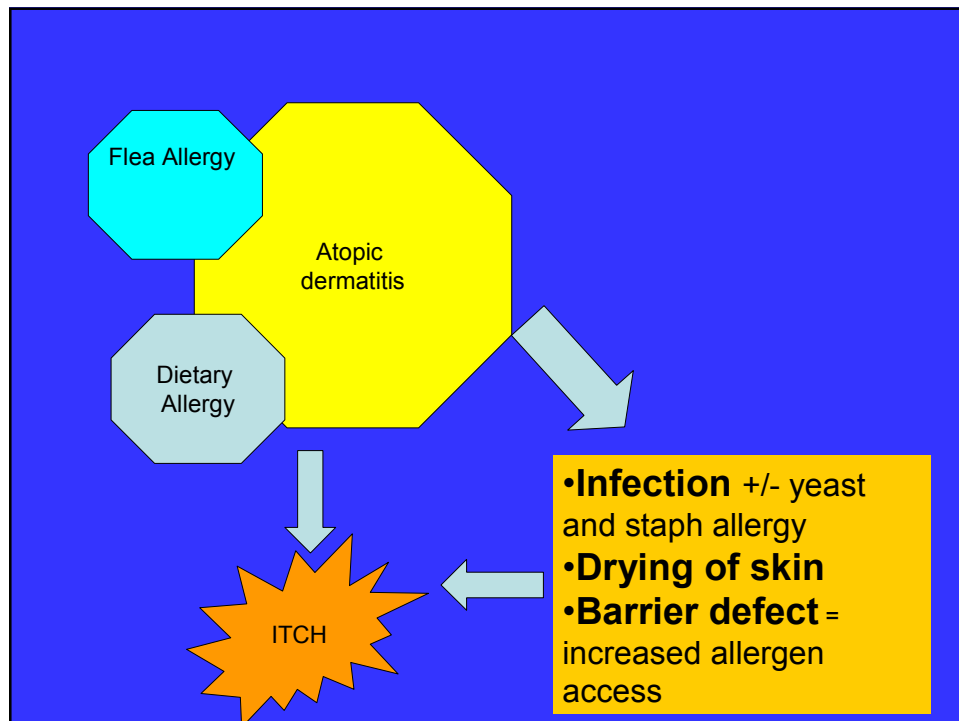 Flea Allergy
Atopic
dermatitis
Dietary
Allergy
•Infection +/- yeast
and staph allergy
•Drying of skin
•Barrier defect =
increased allergen
access
ITCH